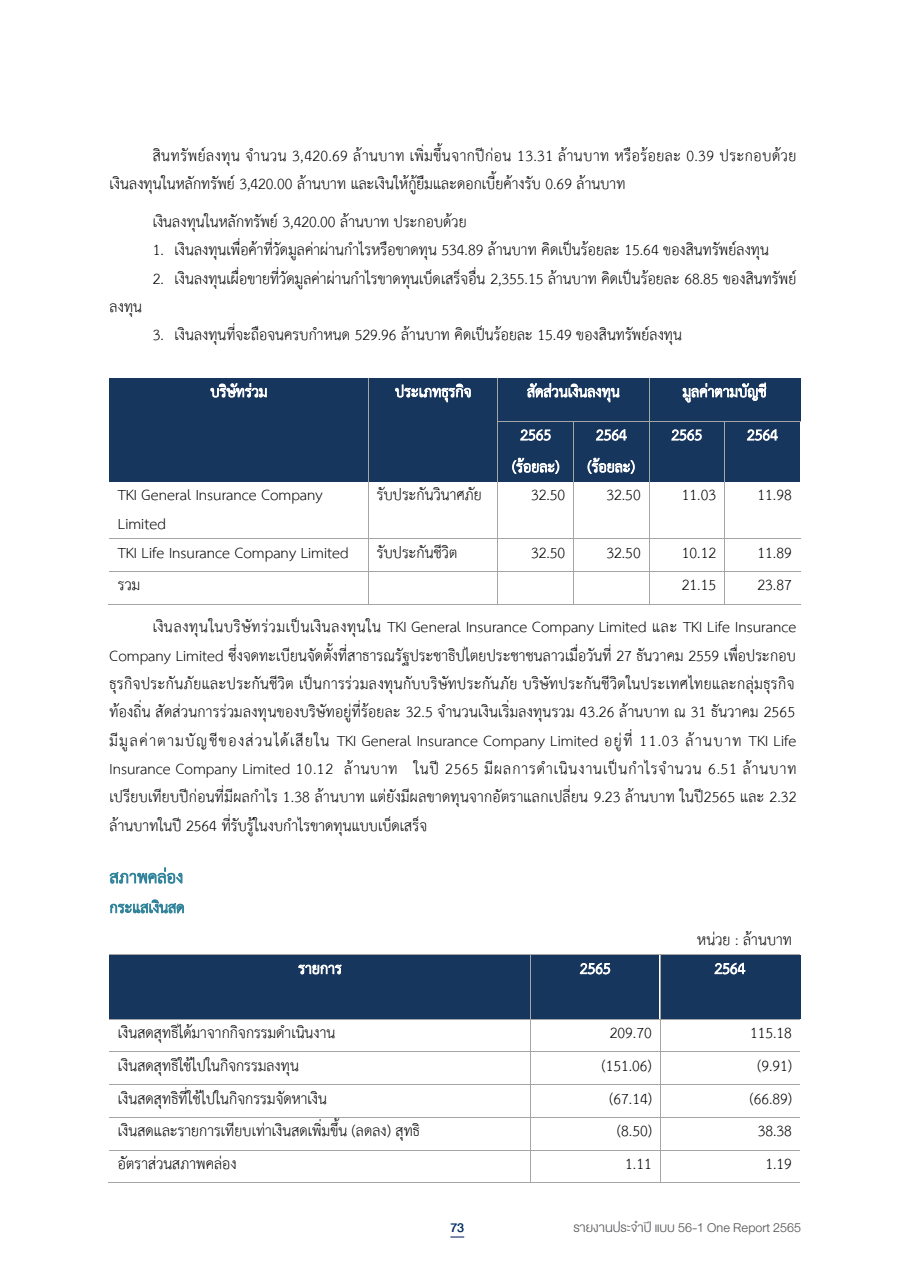 สินทรัพย์ลงทุน จำนวน 3,420.69 ล้านบาท เพิ่มขึ้นจากปีก่อน 13.31 ล้านบาท หรือร้อยละ 0.39 ประกอบด้วย
เงินลงทุนในหลักทรัพย์ 3,420.00 ล้านบาท และเงินให้กู้ยืมและดอกเบี้ยค้างรับ 0.69 ล้านบาท
เงินลงทุนในหลักทรัพย์ 3,420.00 ล้านบาท ประกอบด้วย
1. เงินลงทุนเพื่อค้าที่วัดมูลค่าผ่านกำไรหรือขาดทุน 534.89 ล้านบาท คิดเป็นร้อยละ 15.64 ของสินทรัพย์ลงทุน
2. เงินลงทุนเผื่อขายที่วัดมูลค่าผ่านกำไรขาดทุนเบ็ดเสร็จอื่น 2,355.15 ล้านบาท คิดเป็นร้อยละ 68.85 ของสินทรัพย์
ลงทุน
3. เงินลงทุนที่จะถือจนครบกำหนด 529.96 ล้านบาท คิดเป็นร้อยละ 15.49 ของสินทรัพย์ลงทุน
บริษัทร่วม ประเภทธุรกิจ สัดส่วนเงินลงทุน มูลค่าตามบัญชี
2565 2564 2565 2564
(ร้อยละ) (ร้อยละ)
TKI General Insurance Company รับประกันวินาศภัย 32.50 32.50 11.03 11.98
Limited
TKI Life Insurance Company Limited รับประกันชีวิต 32.50 32.50 10.12 11.89
รวม 21.15 23.87
เงินลงทุนในบริษัทร่วมเป็นเงินลงทุนใน TKI General Insurance Company Limited และ TKI Life Insurance
Company Limited ซึ่งจดทะเบียนจัดตั้งที่สาธารณรัฐประชาธิปไตยประชาชนลาวเมื่อวันที่ 27 ธันวาคม 2559 เพื่อประกอบ
ธุรกิจประกันภัยและประกันชีวิต เป็นการร่วมลงทุนกับบริษัทประกันภัย บริษัทประกันชีวิตในประเทศไทยและกลุ่มธุรกิจ
ท้องถิ่น สัดส่วนการร่วมลงทุนของบริษัทอยู่ที่ร้อยละ 32.5 จำนวนเงินเริ่มลงทุนรวม 43.26 ล้านบาท ณ 31 ธันวาคม 2565
มีมูลค่าตามบัญชีของส่วนได้เสียใน TKI General Insurance Company Limited อยู่ที่ 11.03 ล้านบาท TKI Life
Insurance Company Limited 10.12 ล้านบาท ในปี 2565 มีผลการดำเนินงานเป็นกำไรจำนวน 6.51 ล้านบาท
เปรียบเทียบปีก่อนที่มีผลกำไร 1.38 ล้านบาท แต่ยังมีผลขาดทุนจากอัตราแลกเปลี่ยน 9.23 ล้านบาท ในปี2565 และ 2.32
ล้านบาทในปี 2564 ที่รับรู้ในงบกำไรขาดทุนแบบเบ็ดเสร็จ
สภาพคล่อง
กระแสเงินสด
หน่วย : ล้านบาท
รายการ 2565 2564
เงินสดสุทธิได้มาจากกิจกรรมดำเนินงาน 209.70 115.18
เงินสดสุทธิใช้ไปในกิจกรรมลงทุน (151.06) (9.91)
เงินสดสุทธิที่ใช้ไปในกิจกรรมจัดหาเงิน (67.14) (66.89)
เงินสดและรายการเทียบเท่าเงินสดเพิ่มขึ้น (ลดลง) สุทธิ (8.50) 38.38
อัตราส่วนสภาพคล่อง 1.11 1.19
73 รายงานประจำปี แบบ 56-1 One Report 2565